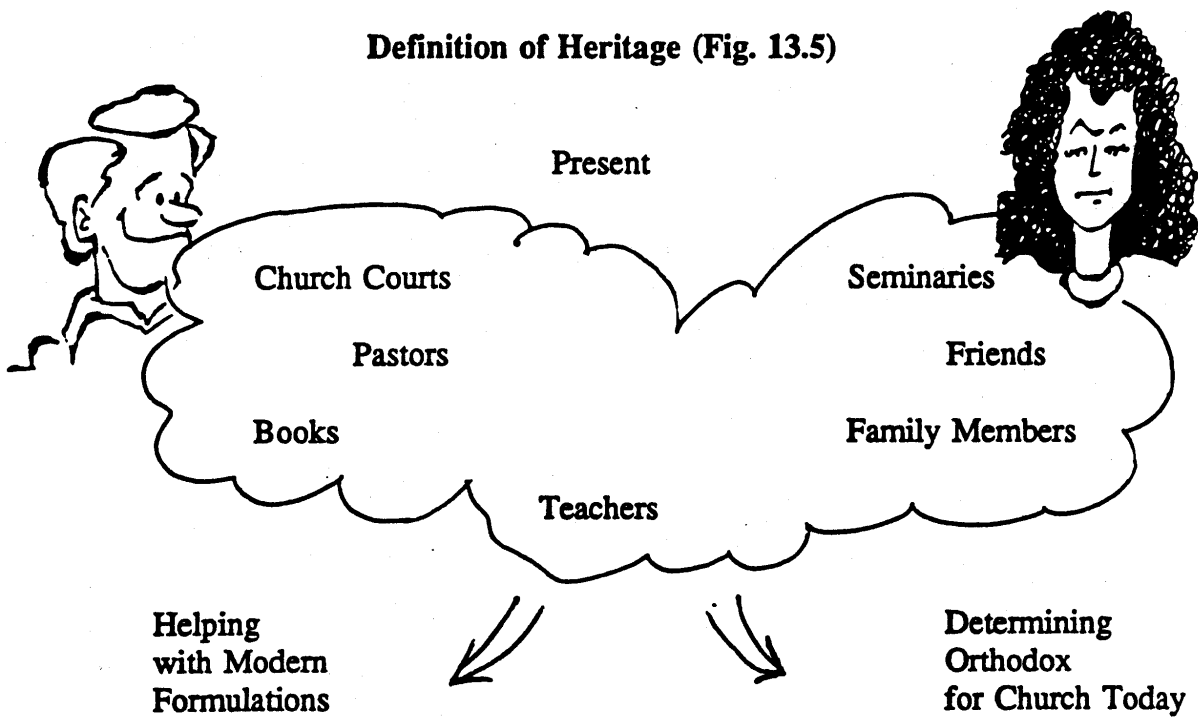 Definition of Heritage (Fig. 13.5)
Present
Church Courts
Seminaries
Pastors
Friends
Books
Family Members
Teachers
Helping
with Modern
Formulations
Determining
Orthodox
for Church Today